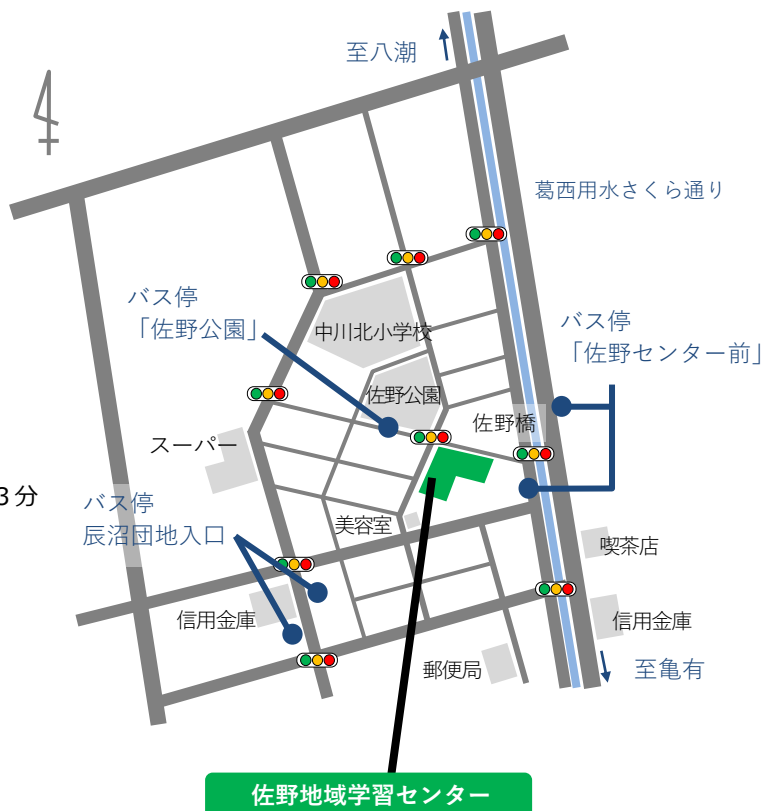 至八潮
葛西用水さくら通り
バス停
「佐野公園」
中川北小学校
バス停
「佐野センター前」
佐野公園
佐野橋
スーパー
3分
バス停
辰沼団地入口
美容室
喫茶店
信用金庫
信用金庫
郵便局
至亀有
佐野地域学習センター